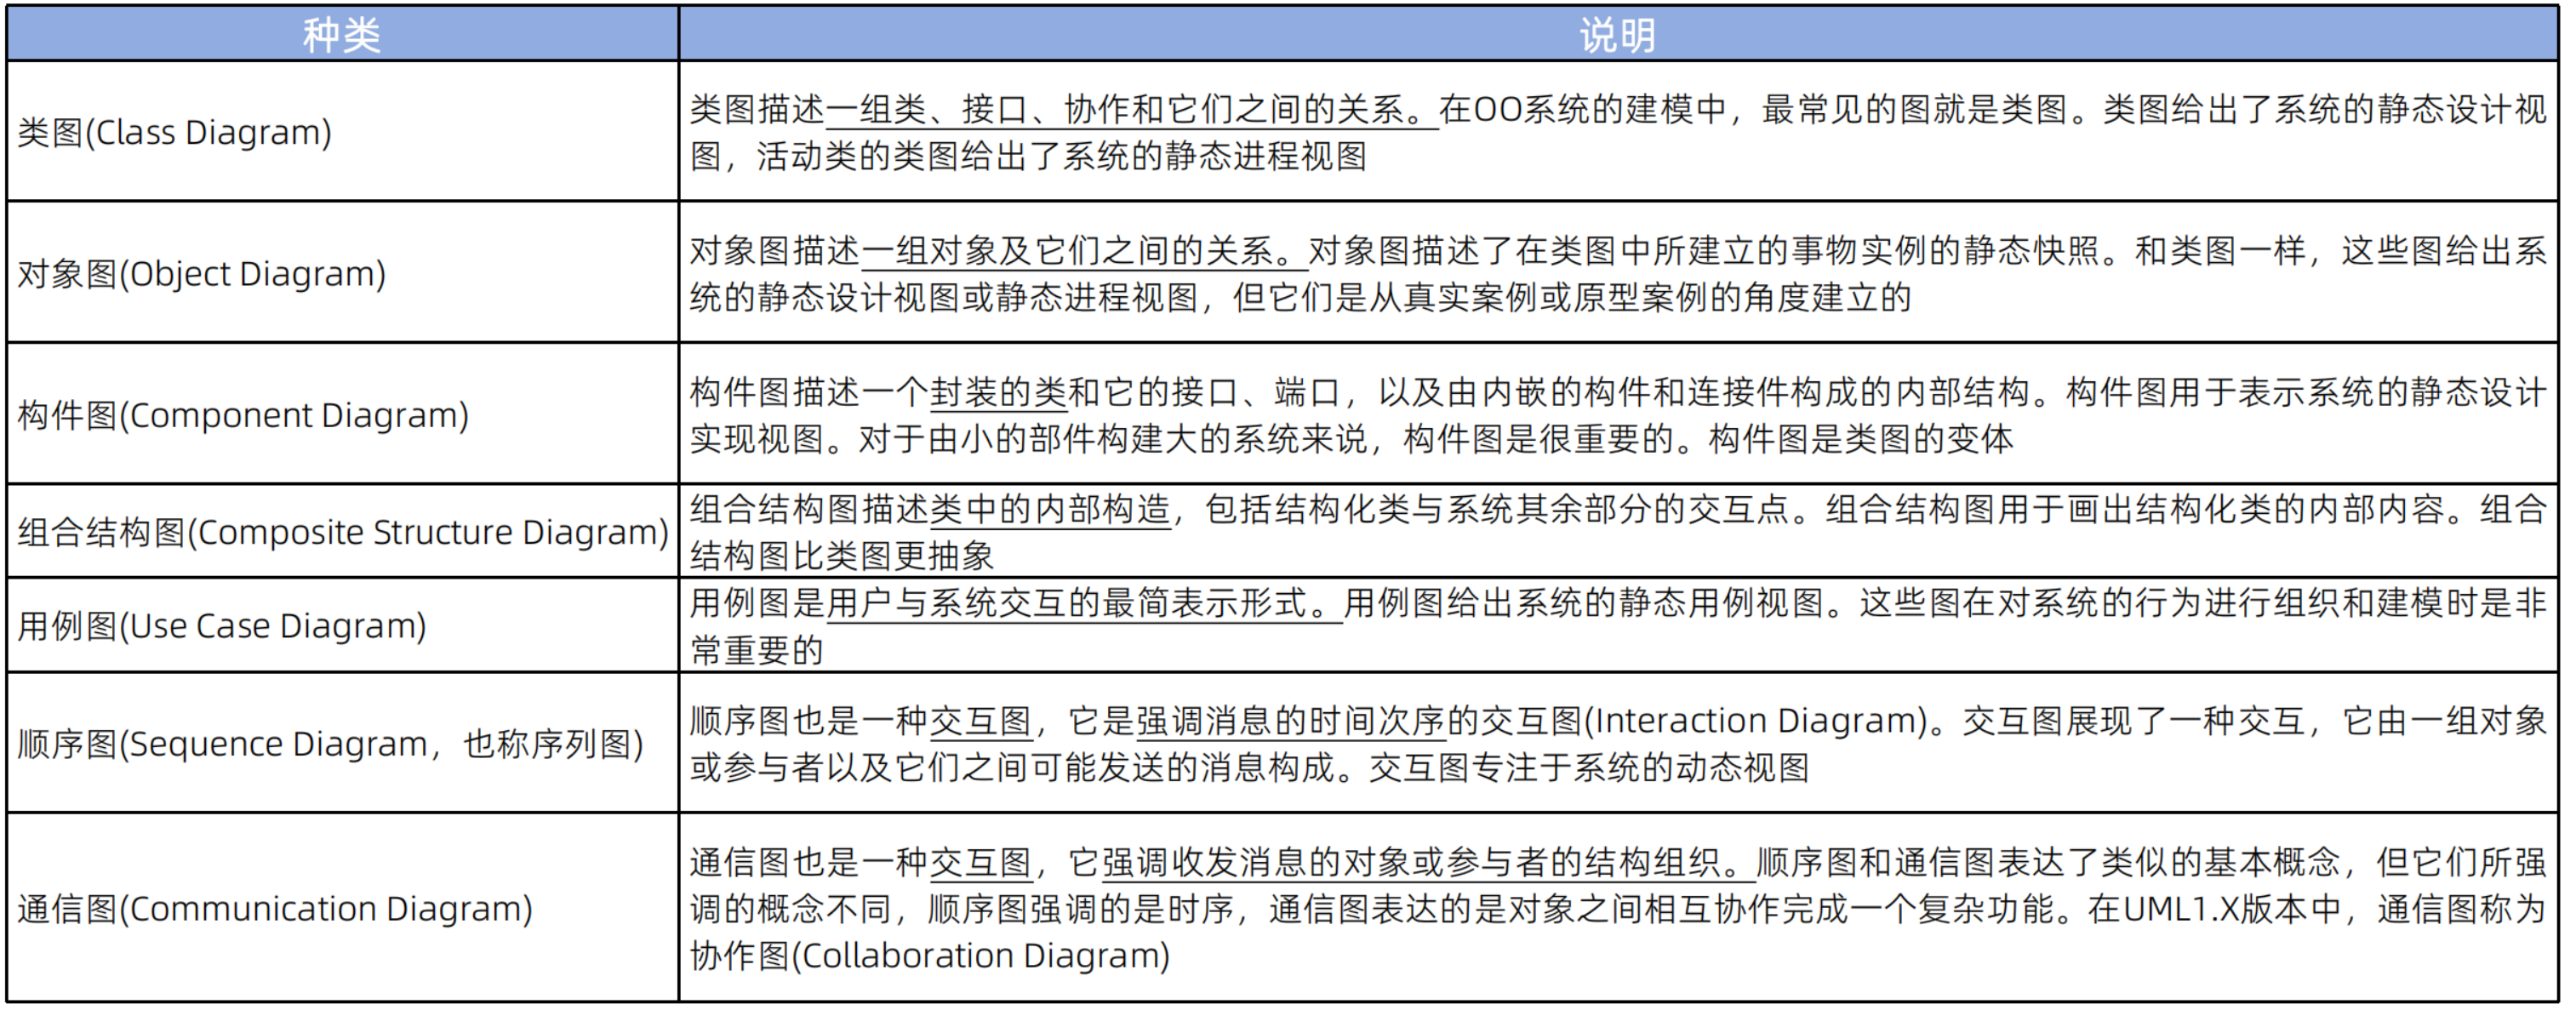 种类
说明
类图(Class Diagram)
类图描述一组类、接口、协作和它们之间的关系。在OO系统的建模中，最常见的图就是类图。类图给出了系统的静态设计视
图，活动类的类图给出了系统的静态进程视图
对象图(Object Diagram)
对象图描述一组对象及它们之间的关系。对象图描述了在类图中所建立的事物实例的静态快照。和类图一样，这些图给出系
统的静态设计视图或静态进程视图，但它们是从真实案例或原型案例的角度建立的
构件图(Component Diagram)
构件图描述一个封装的类和它的接口、端口，以及由内嵌的构件和连接件构成的内部结构。构件图用于表示系统的静态设计
实现视图。对于由小的部件构建大的系统来说，构件图是很重要的。构件图是类图的变体
组合结构图(Composite Structure Diagram)
组合结构图描述类中的内部构造，包括结构化类与系统其余部分的交互点。组合结构图用于画出结构化类的内部内容。组合
结构图比类图更抽象
用例图(Use Case Diagram)
用例图是用户与系统交互的最简表示形式。用例图给出系统的静态用例视图。这些图在对系统的行为进行组织和建模时是非
常重要的
顺序图(Sequence Diagram，也称序列图)
顺序图也是一种交互图，它是强调消息的时间次序的交互图(Interaction Diagram)。交互图展现了一种交互，它由一组对象
或参与者以及它们之间可能发送的消息构成。交互图专注于系统的动态视图
通信图(Communication Diagram)
通信图也是一种交互图，它强调收发消息的对象或参与者的结构组织。顺序图和通信图表达了类似的基本概念，但它们所强
调的概念不同，顺序图强调的是时序，通信图表达的是对象之间相互协作完成一个复杂功能。在UML1.X版本中，通信图称为
协作图(Collaboration Diagram)